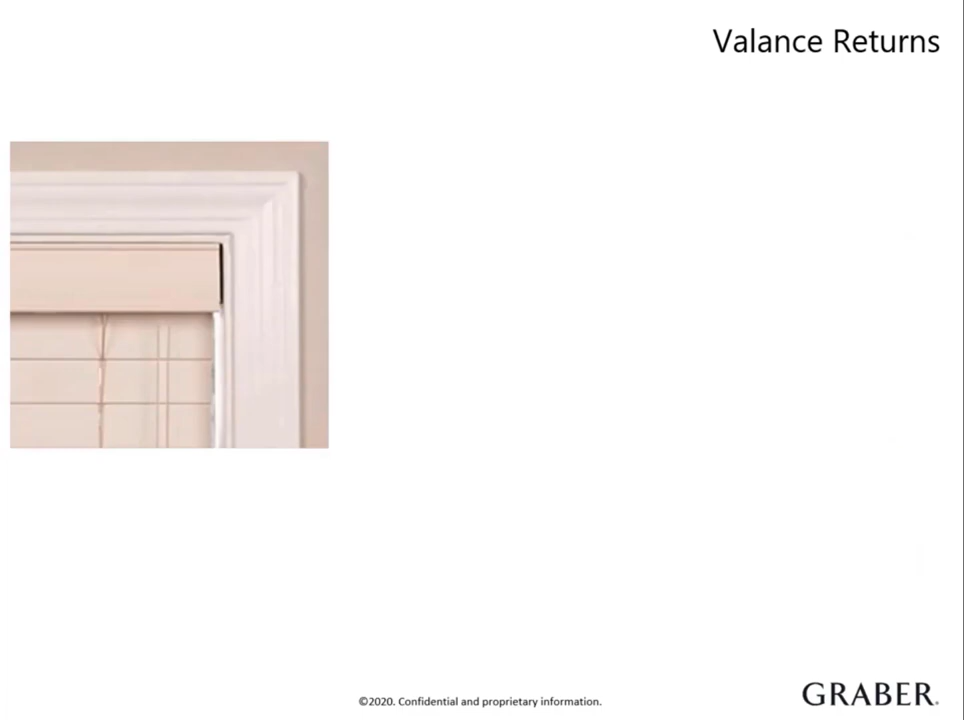 Valance Returns
©2020. Confidential and proprietary information.
GRABER.